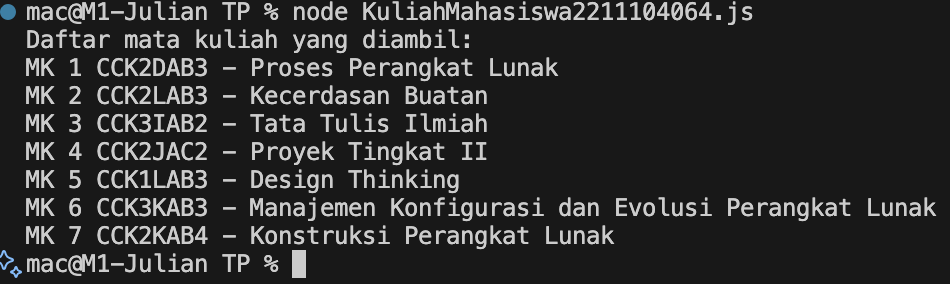 mac@M1-Julian TP % node KuliahMahasiswa2211104064.js
Daftar mata kuliah yang diambil:
MK 1 CCK2DAB3 – Proses Perangkat Lunak
MK 2 CCK2LAB3 – Kecerdasan Buatan
MK 3 CCK3IAB2 – Tata Tulis Ilmiah
MK 4 CCK2JAC2 – Proyek Tingkat II
MK 5 CCK1LAB3 – Design Thinking
MK 6 CCK3KAB3 – Manajemen Konfigurasi dan Evolusi Perangkat Lunak
MK 7 CCK2KAB4 – Konstruksi Perangkat Lunak
mac@M1-Julian TP %